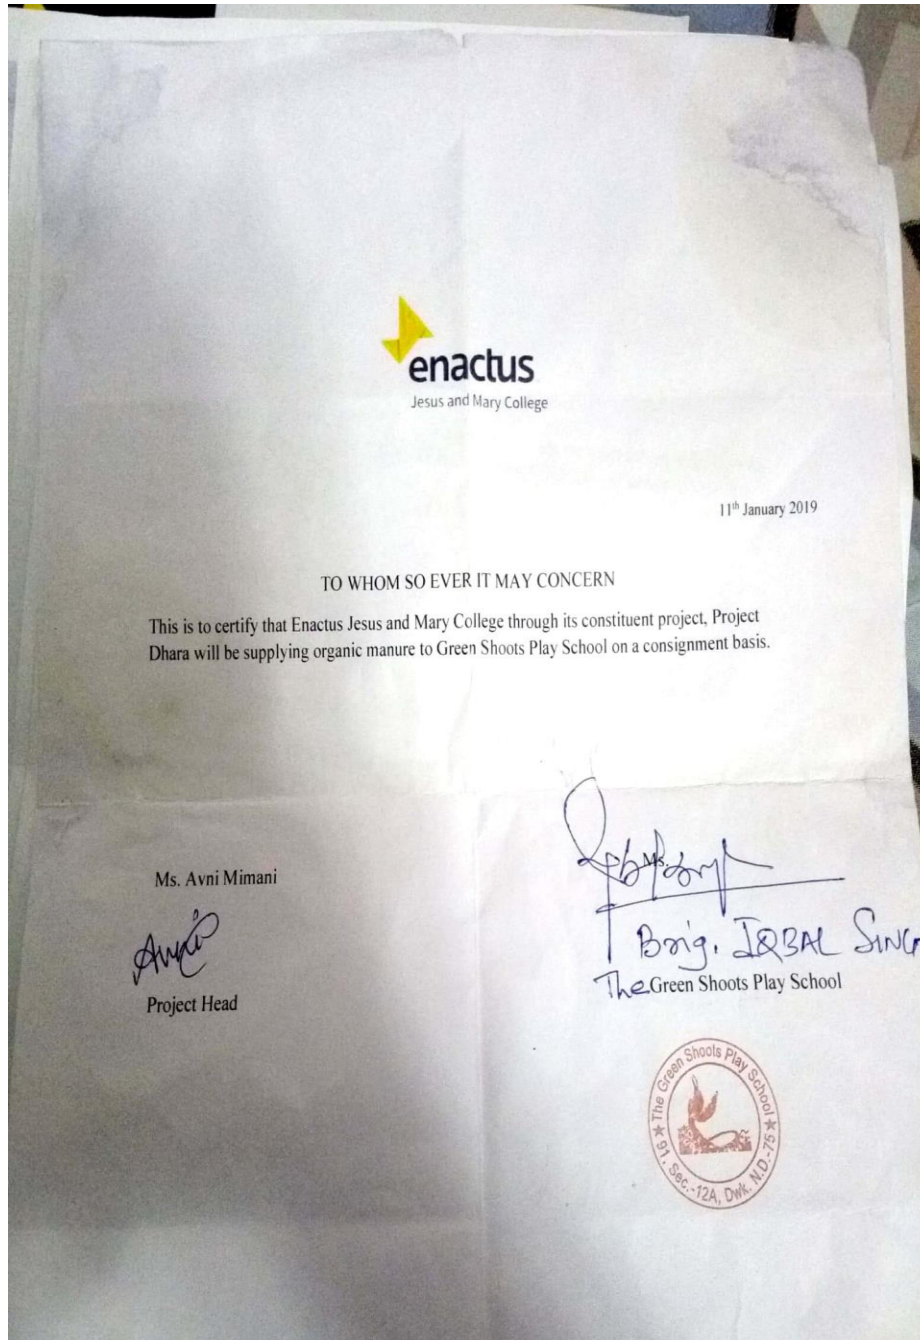 enactus
Jesus and Mary College
11th January 2019
TO WHOM SO EVER IT MAY CONCERN
This is to certify that Enactus Jesus and Mary College through its constituent project, Project
Dhara will be supplying organic manure to Green Shoots Play School on a consignment basis.
Ms. Avni Mimani
Avni
Project Head
Ms.
Brig. IQBAL SING
The Green Shoots Play School
★ The Green Shoots Play School ★
91, Sec.-12A, Dwk. N.D.-75